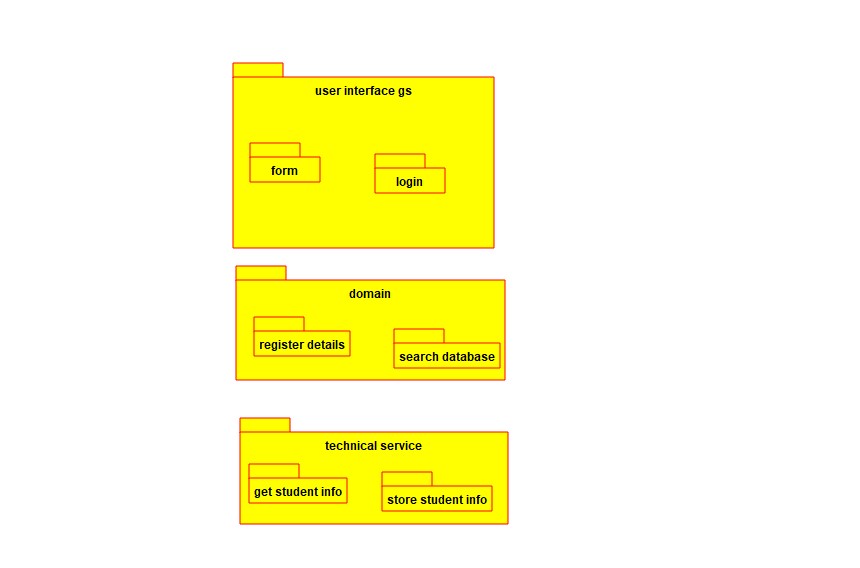 user interface gs
form
login
domain
register details
search database
technical service
get student info
store student info